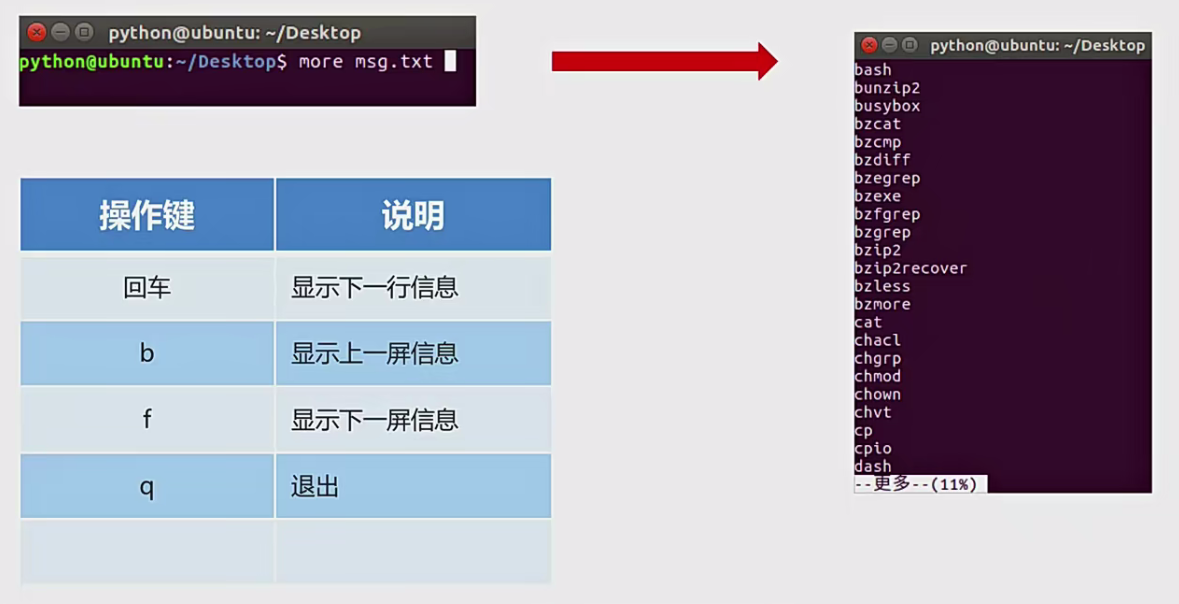 python@ubuntu: ~/Desktop
python@ubuntu:~/Desktop$ more msg.txt
操作键 说明
回车 显示下一行信息
b 显示上一屏信息
f 显示下一屏信息
q 退出
python@ubuntu: ~/Desktop
bash
bunzip2
busybox
bzcat
bzcmp
bzdiff
bzegrep
bzexe
bzfgrep
bzgrep
bzip2
bzip2recover
bzless
bzmore
cat
chacl
chgrp
chmod
chown
chvt
cp
cpio
dash
--更多--(11%)